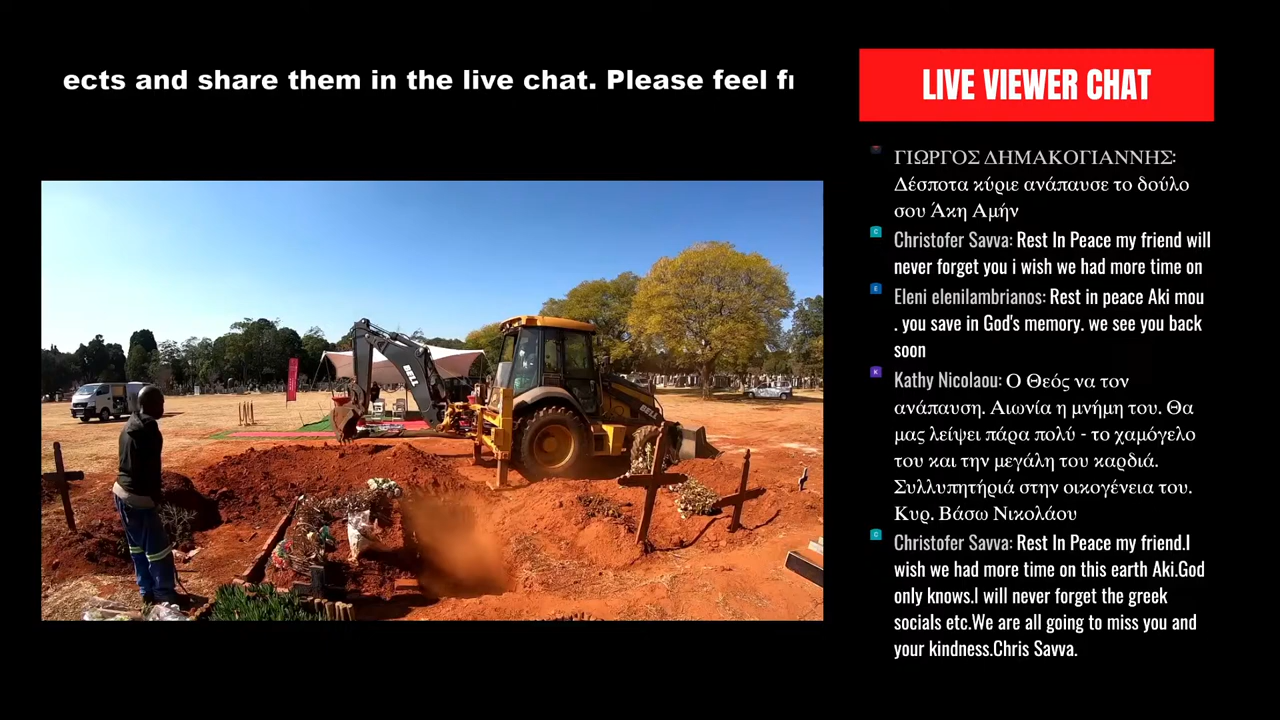 ects and share them in the live chat. Please feel fr
LIVE VIEWER CHAT
ΓΙΩΡΓΟΣ ΔΗΜΑΚΟΓΙΑΝΝΗΣ:
Δέσποτα κύριε ανάπαυσε το δούλο
σου Άκη Αμήν
Christofer Savva: Rest In Peace my friend will
never forget you i wish we had more time on
Eleni elenilambrianos: Rest in peace Aki mou
. you save in God's memory. we see you back
soon
Kathy Nicolaou: Ο Θεός να τον
ανάπαυση. Αιωνία η μνήμη του. Θα
μας λείψει πάρα πολύ - το χαμόγελο
του και την μεγάλη του καρδιά.
Συλλυπητήριά στην οικογένεια του.
Κυρ. Βάσω Νικολάου
Christofer Savva: Rest In Peace my friend.I
wish we had more time on this earth Aki.God
only knows.I will never forget the greek
socials etc.We are all going to miss you and
your kindness.Chris Savva.
BELL
BELL